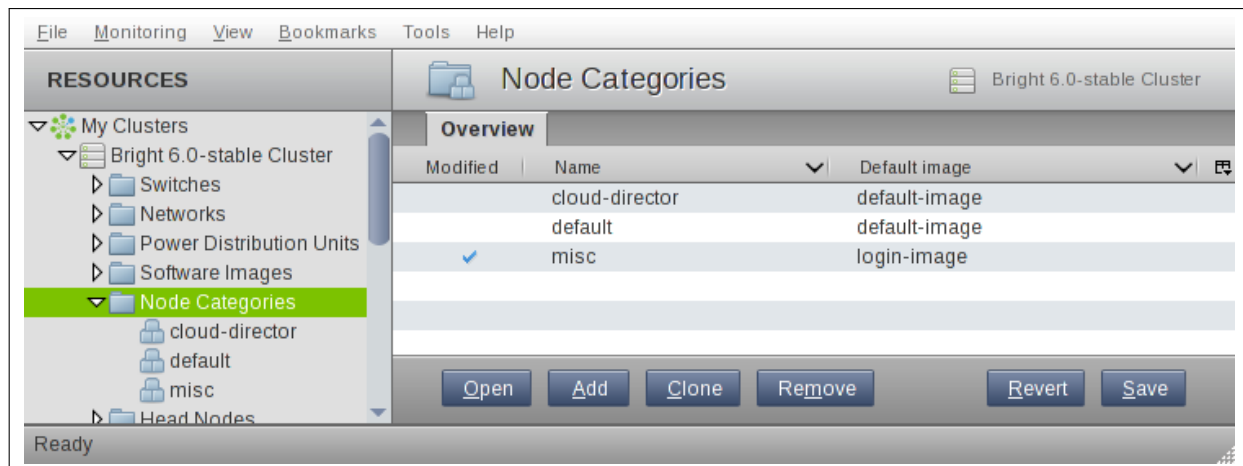 File Monitoring View Bookmarks Tools Help
RESOURCES
Node Categories
Bright 6.0-stable Cluster
My Clusters
Bright 6.0-stable Cluster
Switches
Networks
Power Distribution Units
Software Images
Node Categories
cloud-director
default
misc
Head Nodes
Overview
Modified Name Default image
cloud-director default-image
default default-image
misc login-image
Open Add Clone Remove Revert Save
Ready